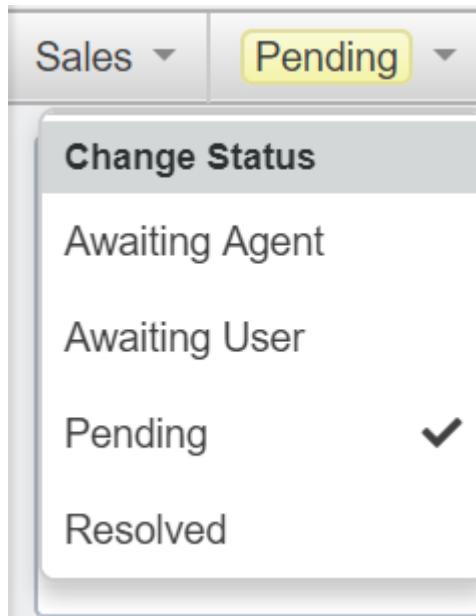 Sales Pending
Change Status
Awaiting Agent
Awaiting User
Pending
Resolved